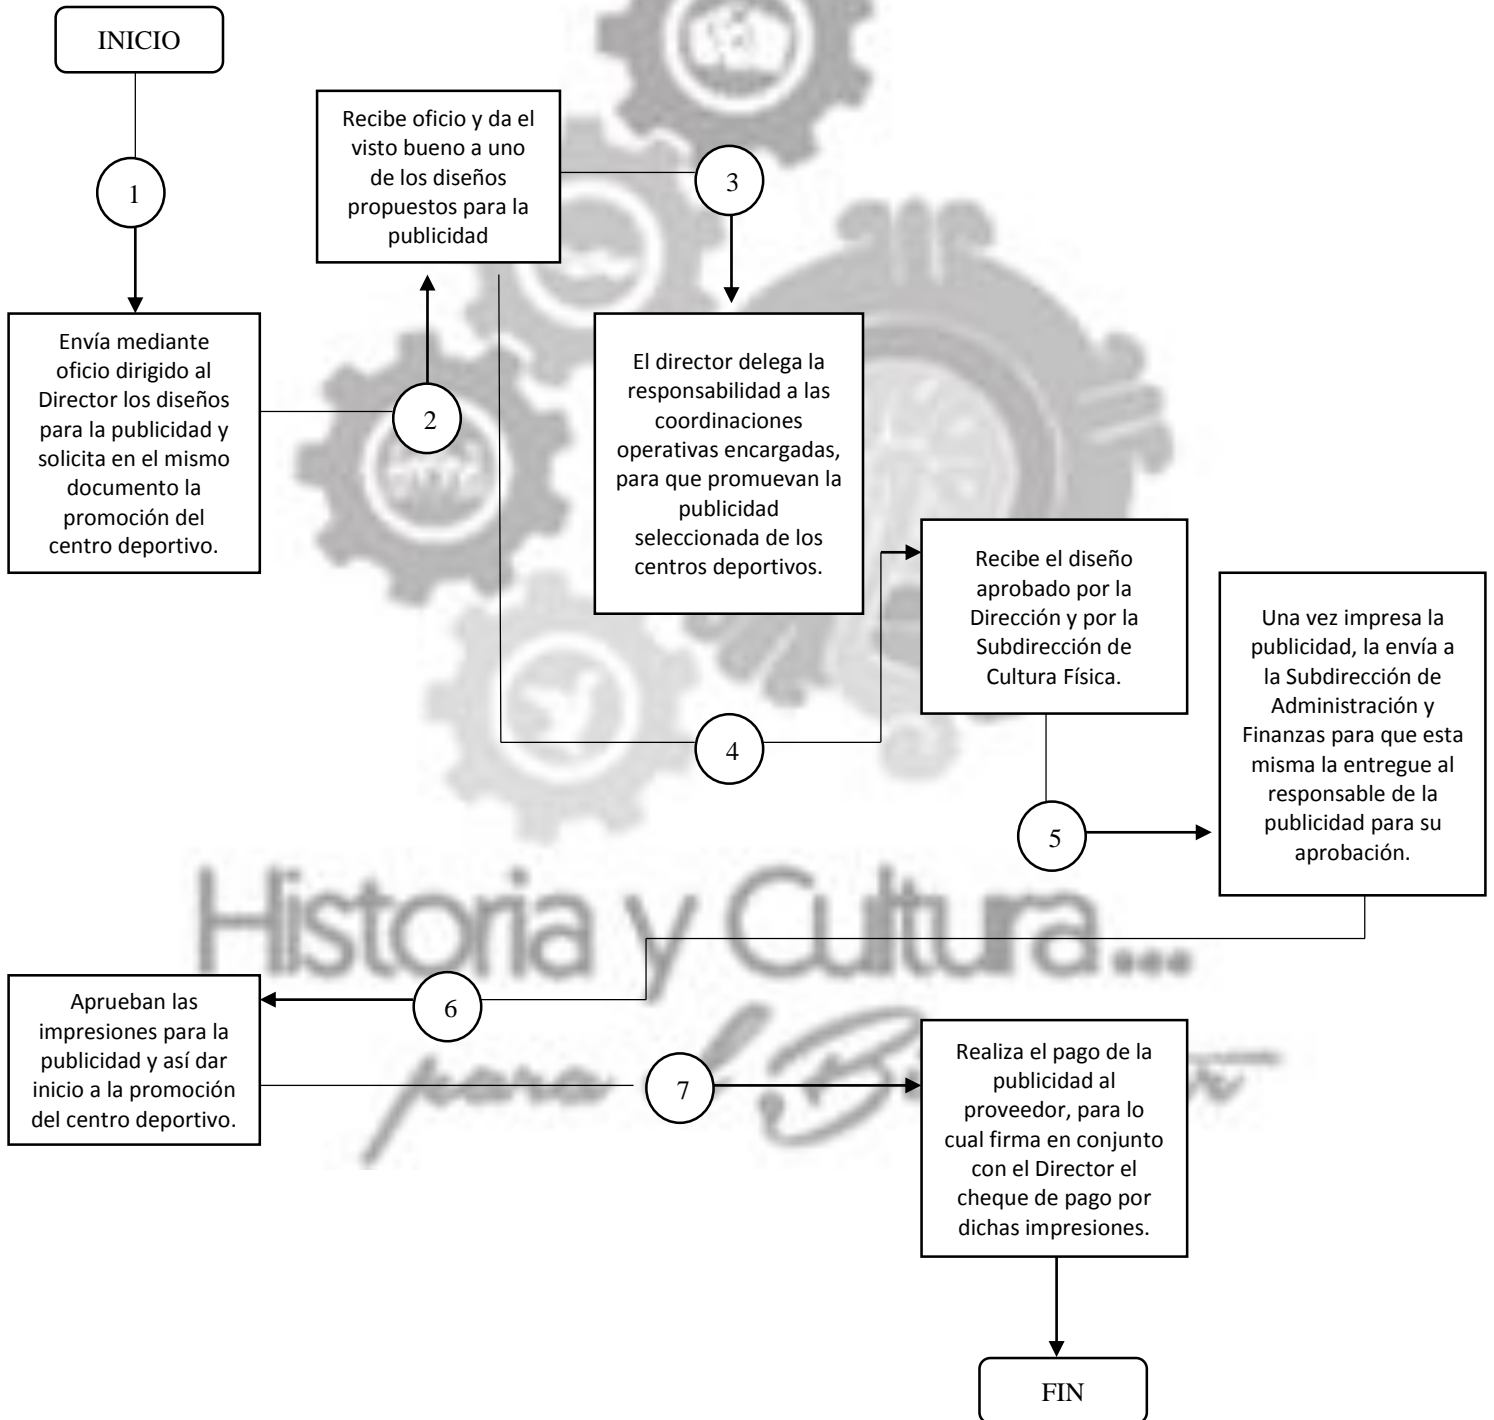 INICIO
1
Envía mediante
oficio dirigido al
Director los diseños
para la publicidad y
solicita en el mismo
documento la
promoción del
centro deportivo.
2
Recibe oficio y da el
visto bueno a uno
de los diseños
propuestos para la
publicidad
3
El director delega la
responsabilidad a las
coordinaciones
operativas encargadas,
para que promuevan la
publicidad
seleccionada de los
centros deportivos.
4
Recibe el diseño
aprobado por la
Dirección y por la
Subdirección de
Cultura Física.
5
Una vez impresa la
publicidad, la envía a
la Subdirección de
Administración y
Finanzas para que esta
misma la entregue al
responsable de la
publicidad para su
aprobación.
Historia y Cultura...
6
Aprueban las
impresiones para la
publicidad y así dar
inicio a la promoción
del centro deportivo.
para
7
Realiza el pago de la
publicidad al
proveedor, para lo
cual firma en conjunto
con el Director el
cheque de pago por
dichas impresiones.
FIN